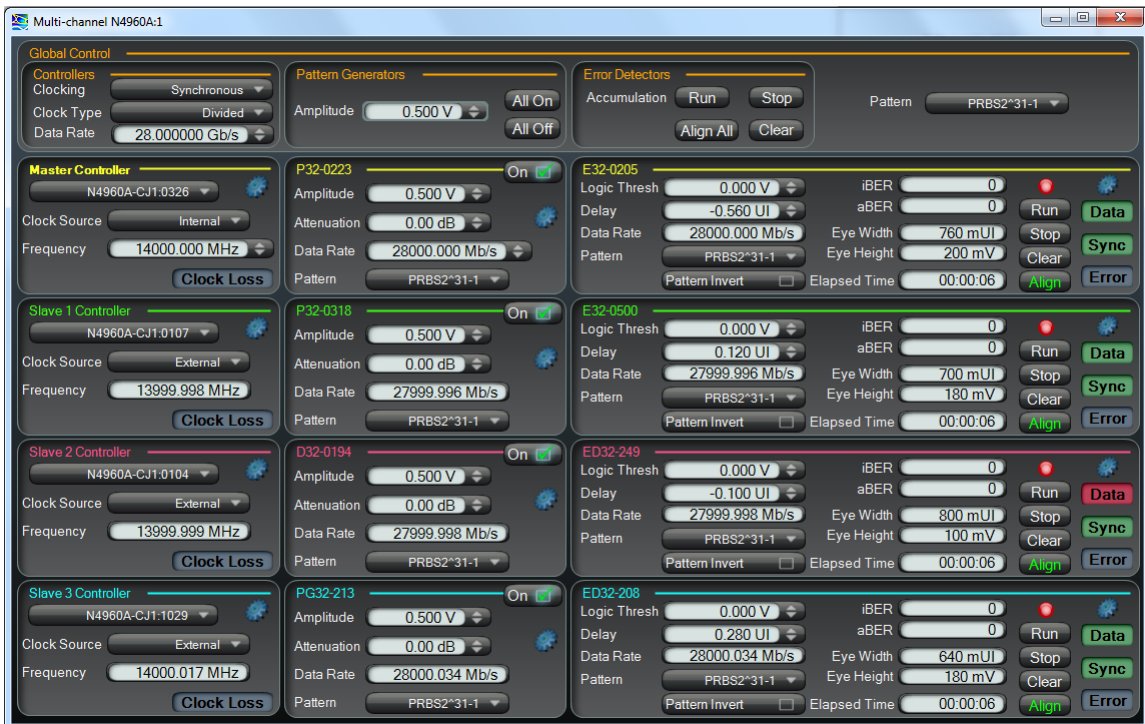 Multi-channel N4960A:1
Global Control
Controllers
Clocking Synchronous
Clock Type Divided
Data Rate 28.000000 Gb/s
Pattern Generators
Amplitude 0.500 V
All On
All Off
Error Detectors
Accumulation Run Stop
Align All Clear
Pattern PRBS2^31-1
Master Controller
N4960A-CJ1:0326
Clock Source Internal
Frequency 14000.000 MHz
Clock Loss
P32-0223 On
Amplitude 0.500 V
Attenuation 0.00 dB
Data Rate 28000.000 Mb/s
Pattern PRBS2^31-1
E32-0205
Logic Thresh 0.000 V
Delay -0.560 UI
Data Rate 28000.000 Mb/s
Pattern PRBS2^31-1
Pattern Invert
iBER 0
aBER 0
Eye Width 760 mUI
Eye Height 200 mV
Elapsed Time 00:00:06
Run
Stop
Clear
Align
Data
Sync
Error
Slave 1 Controller
N4960A-CJ1:0107
Clock Source External
Frequency 13999.998 MHz
Clock Loss
P32-0318 On
Amplitude 0.500 V
Attenuation 0.00 dB
Data Rate 27999.996 Mb/s
Pattern PRBS2^31-1
E32-0500
Logic Thresh 0.000 V
Delay 0.120 UI
Data Rate 27999.996 Mb/s
Pattern PRBS2^31-1
Pattern Invert
iBER 0
aBER 0
Eye Width 700 mUI
Eye Height 180 mV
Elapsed Time 00:00:06
Run
Stop
Clear
Align
Data
Sync
Error
Slave 2 Controller
N4960A-CJ1:0104
Clock Source External
Frequency 13999.999 MHz
Clock Loss
D32-0194 On
Amplitude 0.500 V
Attenuation 0.00 dB
Data Rate 27999.998 Mb/s
Pattern PRBS2^31-1
ED32-249
Logic Thresh 0.000 V
Delay -0.100 UI
Data Rate 27999.998 Mb/s
Pattern PRBS2^31-1
Pattern Invert
iBER 0
aBER 0
Eye Width 800 mUI
Eye Height 100 mV
Elapsed Time 00:00:06
Run
Stop
Clear
Align
Data
Sync
Error
Slave 3 Controller
N4960A-CJ1:1029
Clock Source External
Frequency 14000.017 MHz
Clock Loss
PG32-213 On
Amplitude 0.500 V
Attenuation 0.00 dB
Data Rate 28000.034 Mb/s
Pattern PRBS2^31-1
ED32-208
Logic Thresh 0.000 V
Delay 0.280 UI
Data Rate 28000.034 Mb/s
Pattern PRBS2^31-1
Pattern Invert
iBER 0
aBER 0
Eye Width 640 mUI
Eye Height 180 mV
Elapsed Time 00:00:06
Run
Stop
Clear
Align
Data
Sync
Error